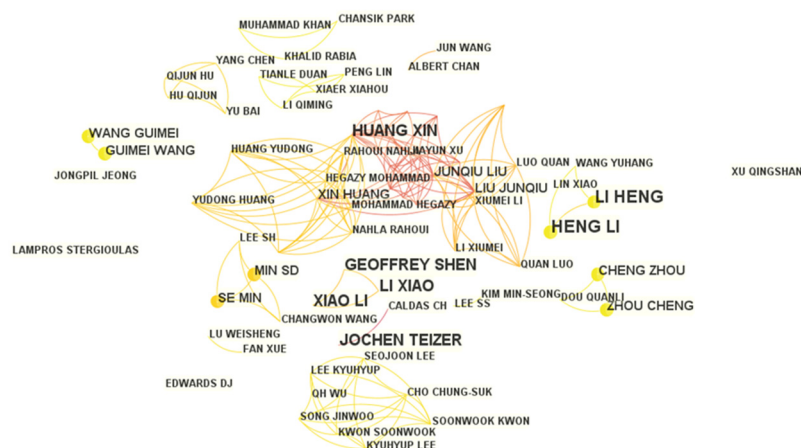 CHANSIK PARK
MUHAMMAD KHAN
JUN WANG
YANG CHEN
KHALID RABIA
ALBERT CHAN
QIJUN HU
TIANLE DUAN
PENG LIN
XIAER XIAHOU
HU QIJUN
LI QIMING
YU BAI
WANG GUIMEI
HUANG XIN
GUIMEI WANG
HUANG YUDONG
RAHOUI NAHLA
JIAYUN XU
LUO QUAN
WANG YUHANG
JONGPIL JEONG
HEGAZY MOHAMMAD
JUNQIU LIU
XU QINGSHAN
XIN HUANG
LIU JUNQIU
LIN XIAO
LI HENG
YUDONG HUANG
MOHAMMAD HEGAZY
XIUMEI LI
NAHLA RAHOUI
HENG LI
LEE SH
LI XIUMEI
LAMPROS STERGIOULAS
GEOFFREY SHEN
QUAN LUO
MIN SD
CHENG ZHOU
LI XIAO
SE MIN
XIAO LI
CALDAS CH
LEE SS
KIM MIN-SEONG
DOU QUANLI
ZHOU CHENG
CHANGWON WANG
LU WEISHENG
JOCHEN TEIZER
FAN XUE
SEOJOON LEE
LEE KYUHYUP
EDWARDS DJ
QH WU
CHO CHUNG-SUK
SONG JINWOO
SOONWOOK KWON
KWON SOONWOOK
KYUHYUP LEE